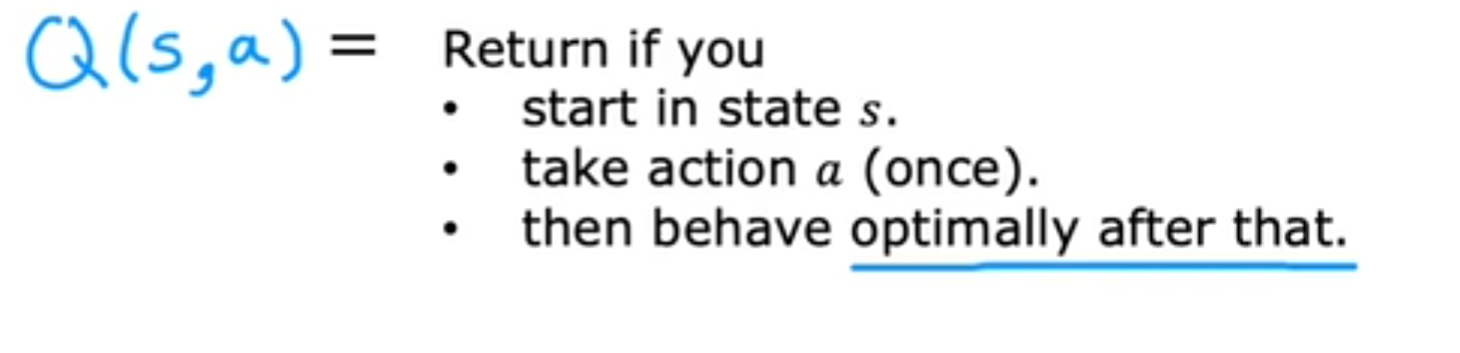 Q(s,a) = Return if you
• start in state s.
• take action a (once).
• then behave optimally after that.